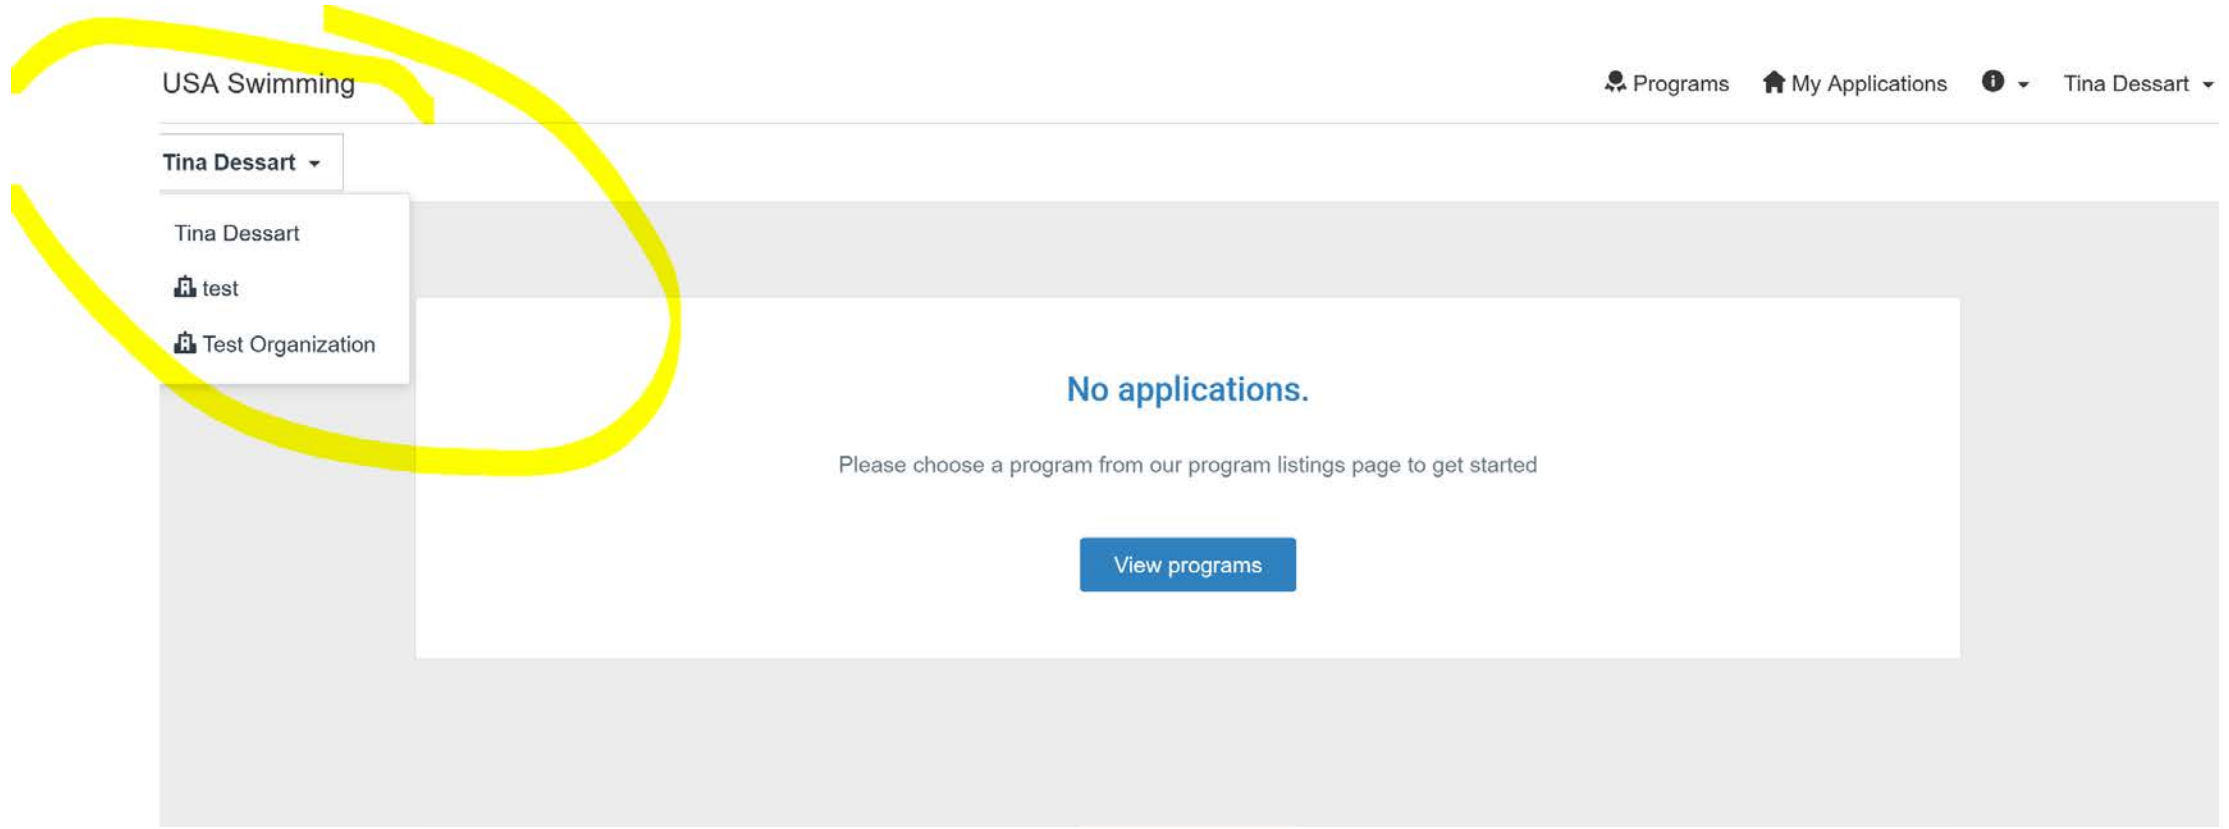 USA Swimming
Programs My Applications Tina Dessart
Tina Dessart
Tina Dessart
test
Test Organization
No applications.
Please choose a program from our program listings page to get started
View programs